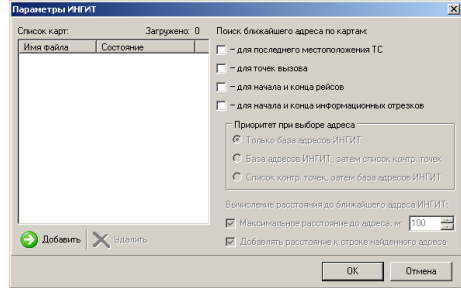 Параметры ИНГИТ
Список карт: Загружено: 0
Имя файла Состояние
Добавить Удалить
Поиск ближайшего адреса по картам:
– для последнего местоположения ТС
– для точек вызова
– для начала и конца рейсов
– для начала и конца информационных отрезков
Приоритет при выборе адреса
Только база адресов ИНГИТ
База адресов ИНГИТ, затем список контр. точек
Список контр. точек, затем база адресов ИНГИТ
Вычисление расстояния до ближайшего адреса ИНГИТ:
Максимальное расстояние до адреса, м 100
Добавлять расстояние к строке найденного адреса
OK Отмена